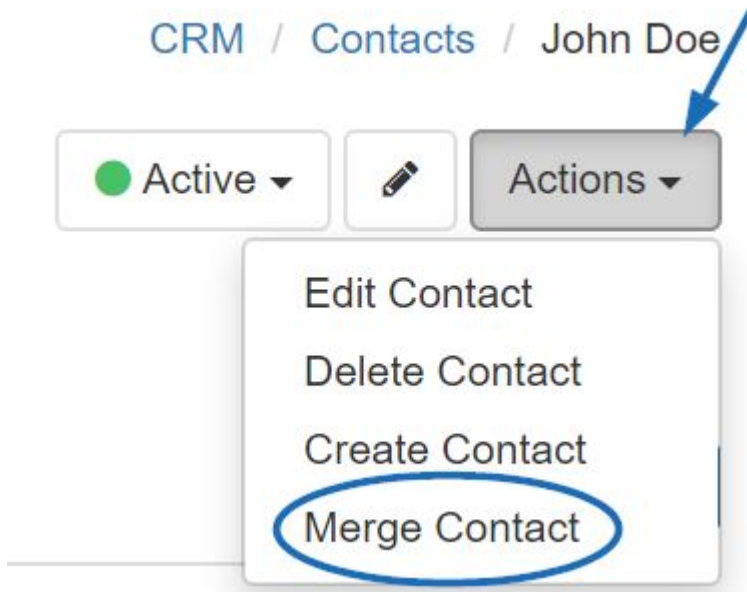 CRM / Contacts / John Doe
Active Actions
Edit Contact
Delete Contact
Create Contact
Merge Contact